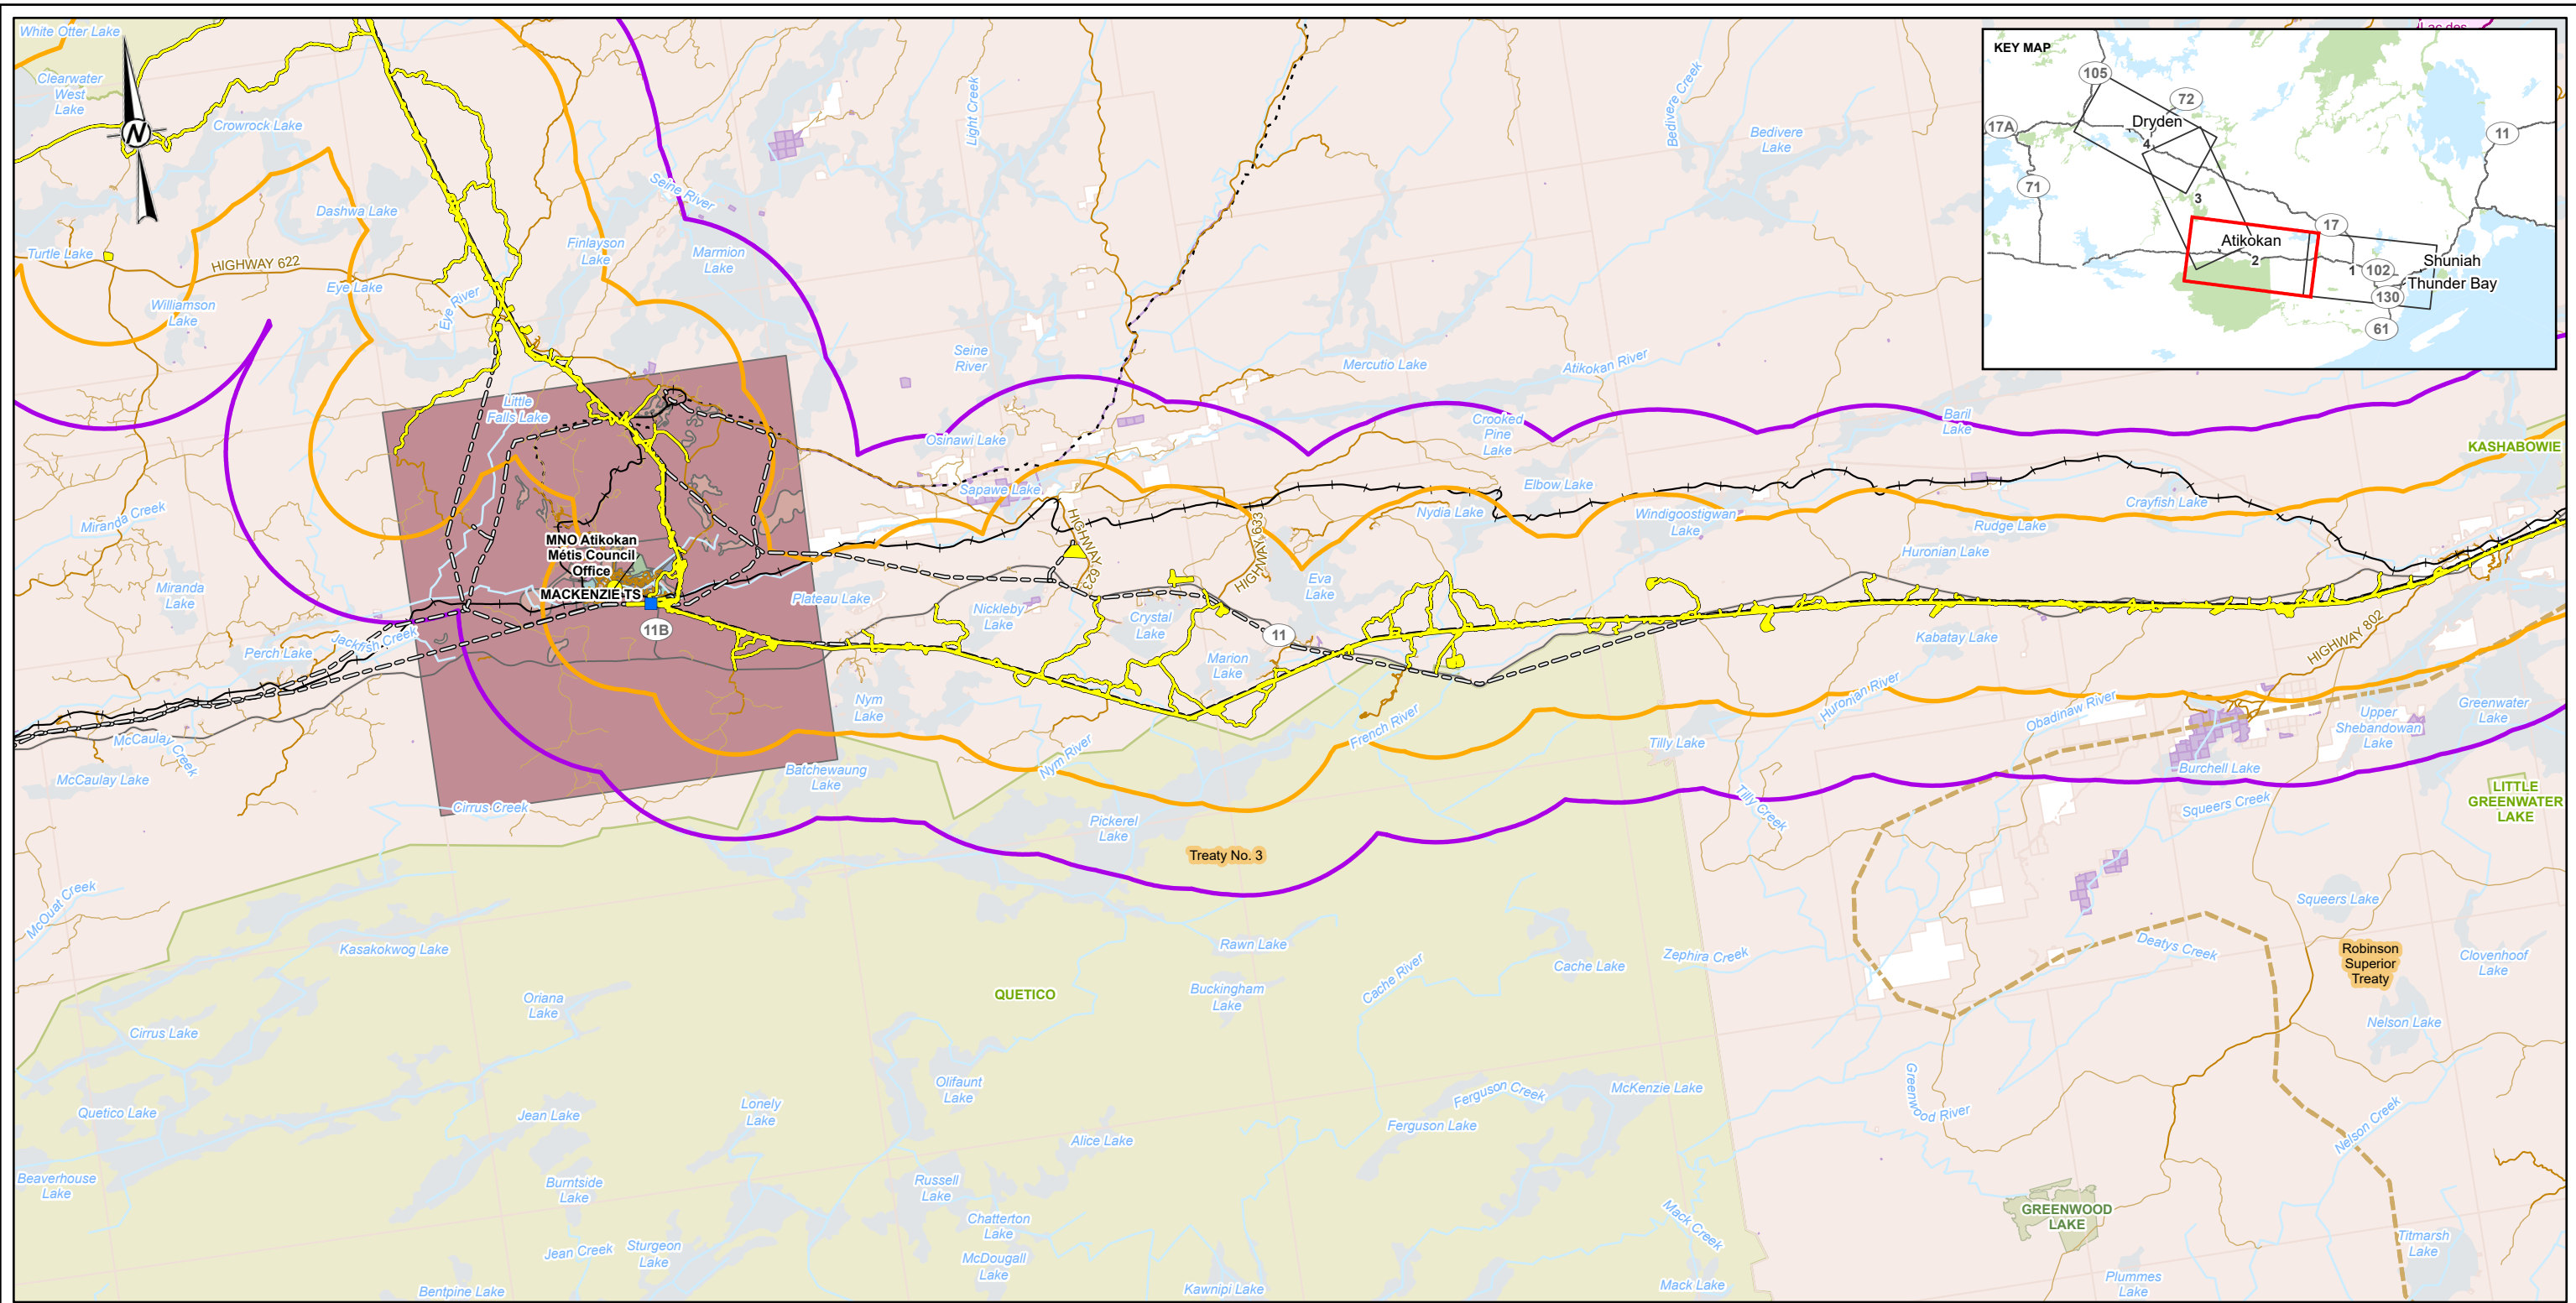 White Otter Lake
Clearwater
West
Lake
N
Crowrock Lake
Dashwa Lake
Turtle Lake
HIGHWAY 622
Eye Lake
Williamson
Lake
Eye River
Finlayson
Lake
Seine River
Marmion
Lake
Light Creek
Seine
River
Bedivere Creek
Bedivere
Lake
Mercutio Lake
Atikokan River
Lac des
KEY MAP
105
72
17A
Dryden
4
11
71
3
17
Atikokan
2
1
102
Shuniah
Thunder Bay
130
61
Little
Falls Lake
Osinawi Lake
Sapawe Lake
Crooked
Pine
Lake
Baril
Lake
KASHABOWIE
Elbow Lake
Nydia Lake
Windigoostigwan
Lake
Crayfish Lake
Rudge Lake
Huronian Lake
Miranda Creek
Miranda
Lake
MNO Atikokan
Métis Council
Office
MACKENZIE TS
11B
HIGHWAY 623
HIGHWAY 633
Eva
Lake
Plateau Lake
Nickleby
Lake
Crystal
Lake
11
Marion
Lake
Kabatay Lake
HIGHWAY 802
Jackfish Creek
Perch Lake
McCaulay Creek
McCaulay Lake
Cirrus Creek
Nym
Lake
Nym River
French River
Batchewaung
Lake
Pickerel
Lake
Tilly Lake
Tilly Creek
Huronian River
Obadinaw River
Upper
Shebandowan
Lake
Greenwater
Lake
Burchell Lake
Squeers Creek
LITTLE
GREENWATER
LAKE
Treaty No. 3
McOuat Creek
Kasakokwog Lake
Rawn Lake
Cache Lake
Zephira Creek
Squeers Lake
Deatys Creek
Robinson
Superior
Treaty
Clovenhoof
Lake
QUETICO
Buckingham
Lake
Cache River
Oriana
Lake
Cirrus Lake
Nelson Lake
Quetico Lake
Jean Lake
Lonely
Lake
Olifaunt
Lake
Alice Lake
Ferguson Creek
Ferguson Lake
McKenzie Lake
Greenwood River
Nelson Creek
Beaverhouse
Lake
Burntside
Lake
Russell
Lake
Chatterton
Lake
Mack Creek
GREENWOOD
LAKE
Jean Creek
Sturgeon
Lake
McDougall
Lake
Titmarsh
Lake
Bentpine Lake
Kawnipi Lake
Mack Lake
Plummes
Lake